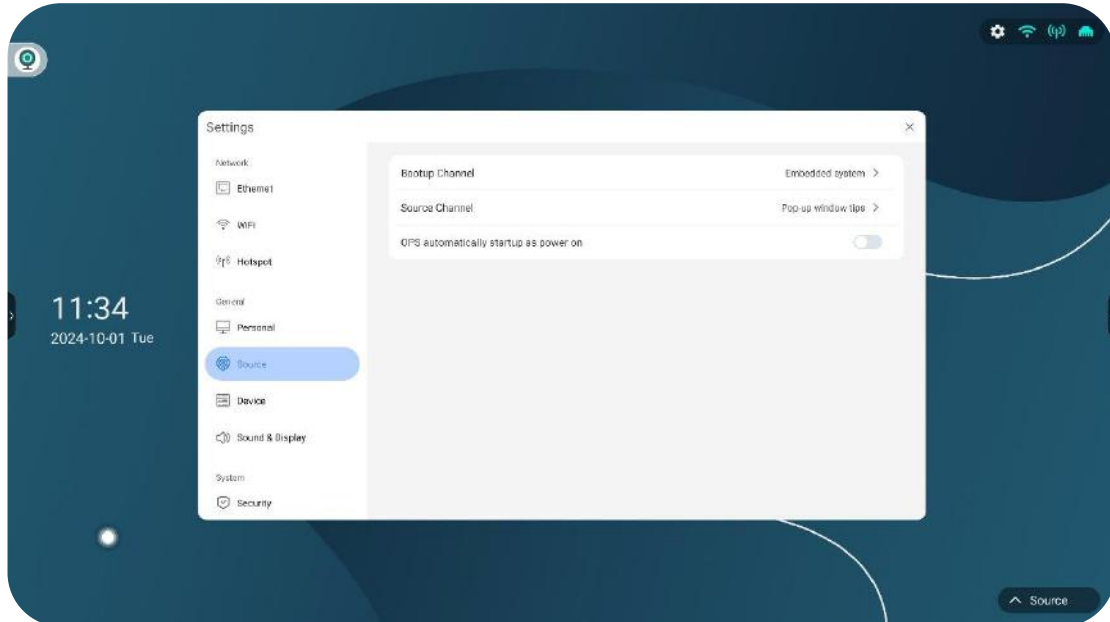 Settings
×
Network
Ethernet
WiFi
Hotspot
General
Personal
Source
Device
Sound & Display
System
Security
Bootup Channel
Embedded system >
Source Channel
Pop-up window tips >
OPS automatically startup as power on
11:34
2024-10-01 Tue
Source